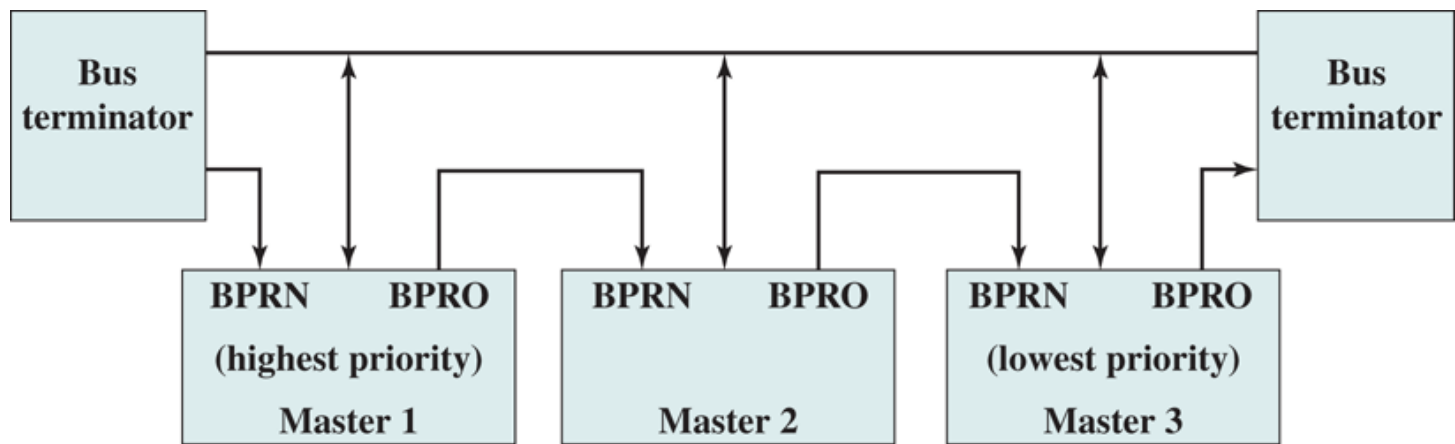 Bus
terminator
Bus
terminator
BPRN BPRO
(highest priority)
Master 1
BPRN BPRO
Master 2
BPRN BPRO
(lowest priority)
Master 3